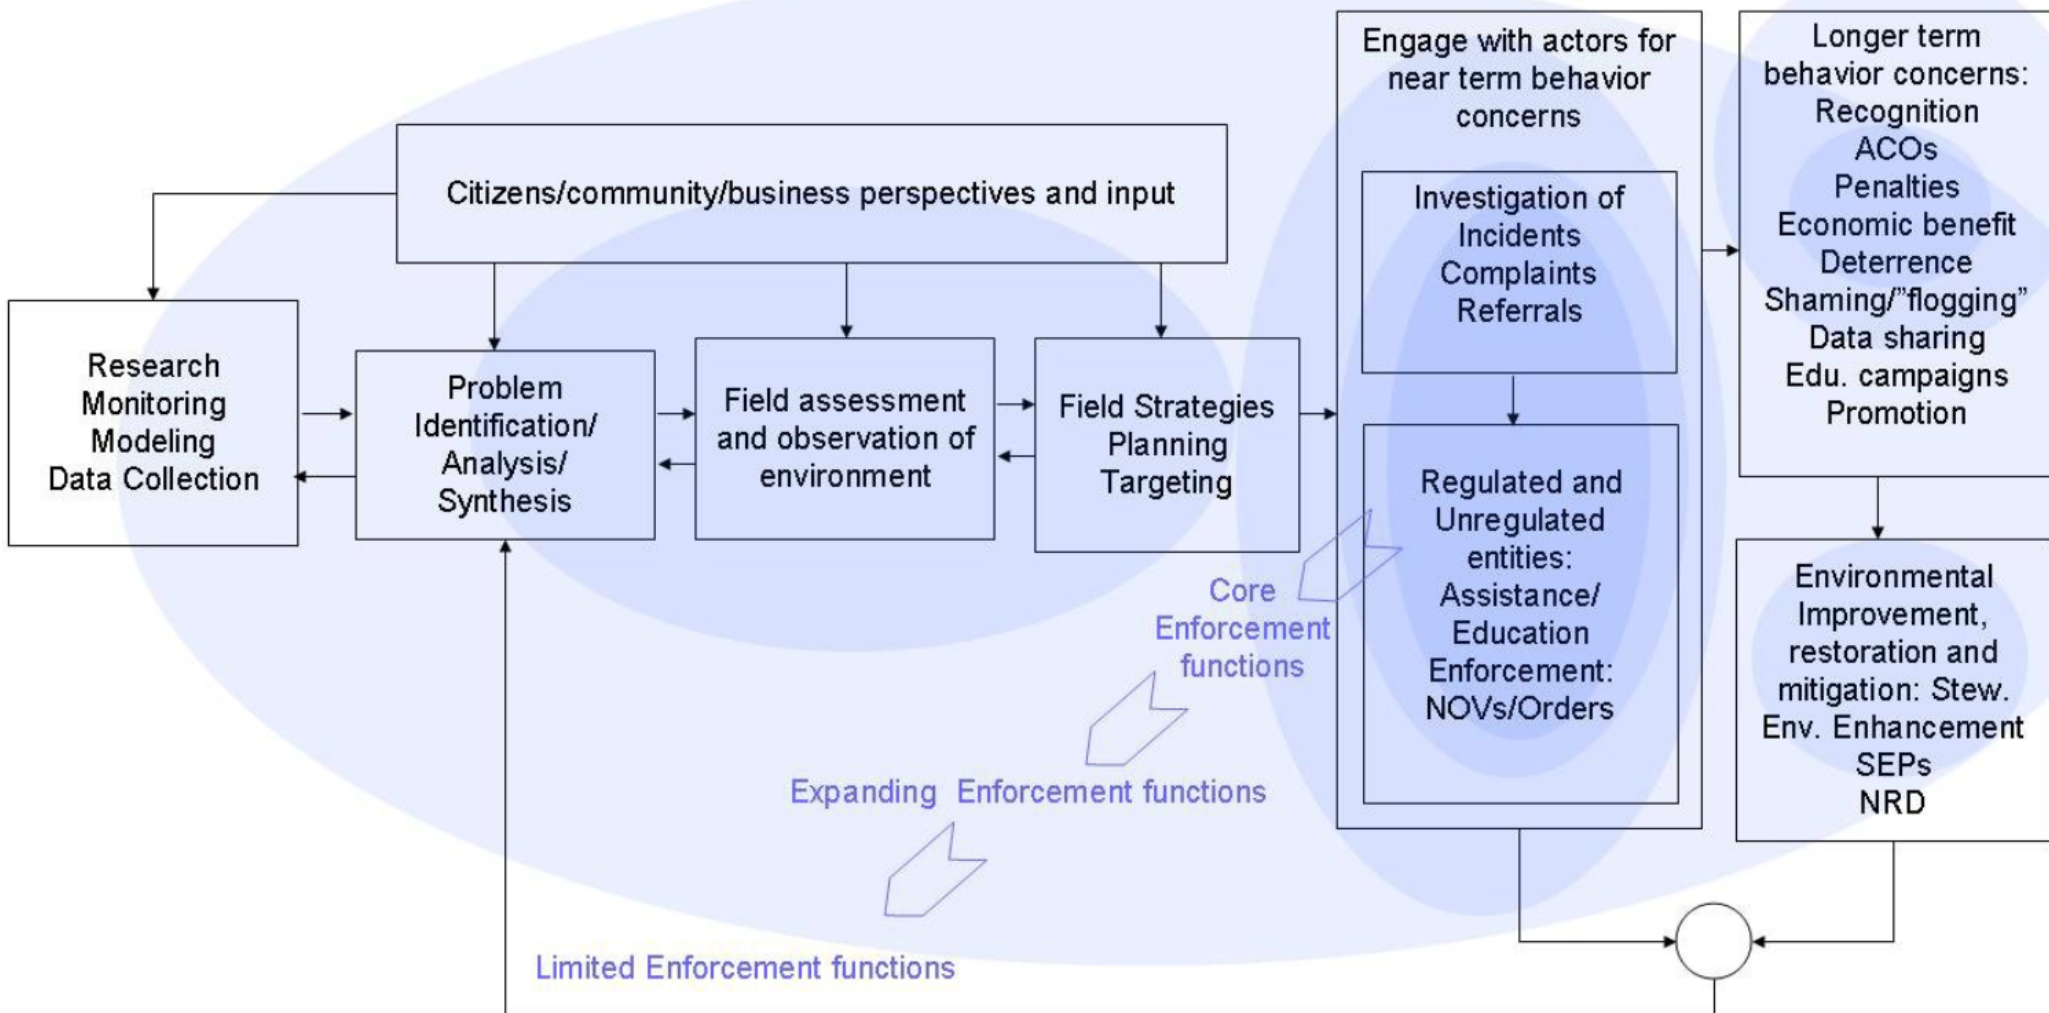 Citizens/community/business perspectives and input
Research
Monitoring
Modeling
Data Collection
Problem
Identification/
Analysis/
Synthesis
Field assessment
and observation of
environment
Field Strategies
Planning
Targeting
Engage with actors for
near term behavior
concerns
Investigation of
Incidents
Complaints
Referrals
Regulated and
Unregulated
entities:
Assistance/
Education
Enforcement:
NOVs/Orders
Longer term
behavior concerns:
Recognition
ACOs
Penalties
Economic benefit
Deterrence
Shaming/”flogging”
Data sharing
Edu. campaigns
Promotion
Environmental
Improvement,
restoration and
mitigation: Stew.
Env. Enhancement
SEPs
NRD
Core
Enforcement
functions
Expanding Enforcement functions
Limited Enforcement functions